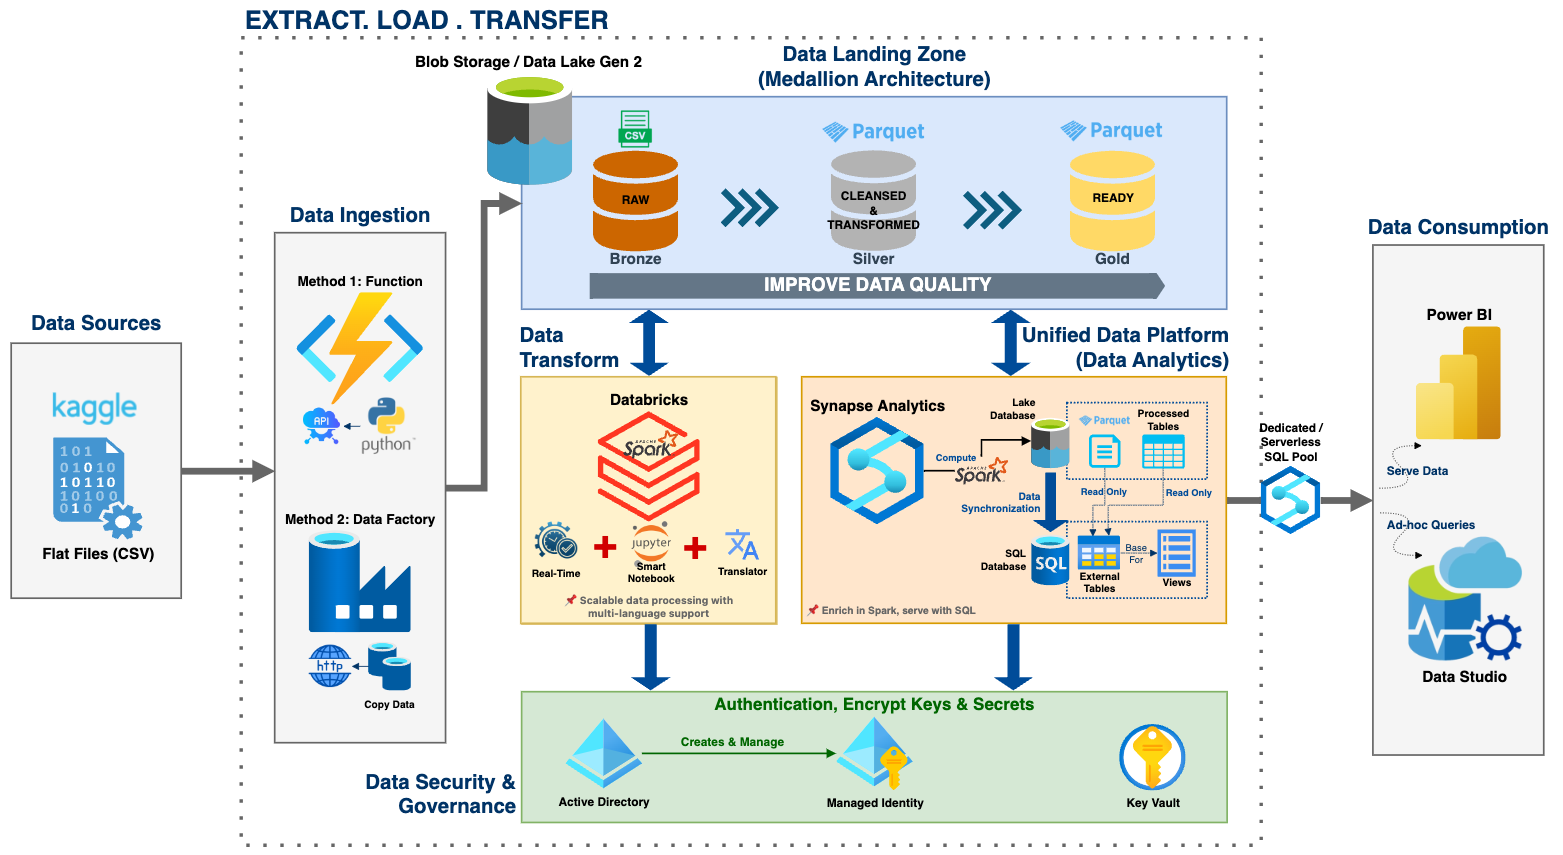 EXTRACT. LOAD . TRANSFER
Blob Storage / Data Lake Gen 2
Data Landing Zone
(Medallion Architecture)
CSV
Parquet
Parquet
RAW
CLEANSED
&
TRANSFORMED
READY
Bronze
Silver
Gold
IMPROVE DATA QUALITY
Data Sources
kaggle
101
01010
10110
10100
010
Flat Files (CSV)
Data Ingestion
Method 1: Function
API
python
Method 2: Data Factory
http
Copy Data
Data
Transform
Databricks
APACHE
Spark
Real-Time
jupyter
Smart
Notebook
Translator
Scalable data processing with
multi-language support
Unified Data Platform
(Data Analytics)
Synapse Analytics
Compute
APACHE
Spark
Lake
Database
Parquet
Processed
Tables
Read Only
Read Only
Data
Synchronization
SQL
Database
SQL
External
Tables
Base
For
Views
Enrich in Spark, serve with SQL
Authentication, Encrypt Keys & Secrets
Creates & Manage
Data Security &
Governance
Active Directory
Managed Identity
Key Vault
Dedicated /
Serverless
SQL Pool
Data Consumption
Power BI
Serve Data
Ad-hoc Queries
Data Studio